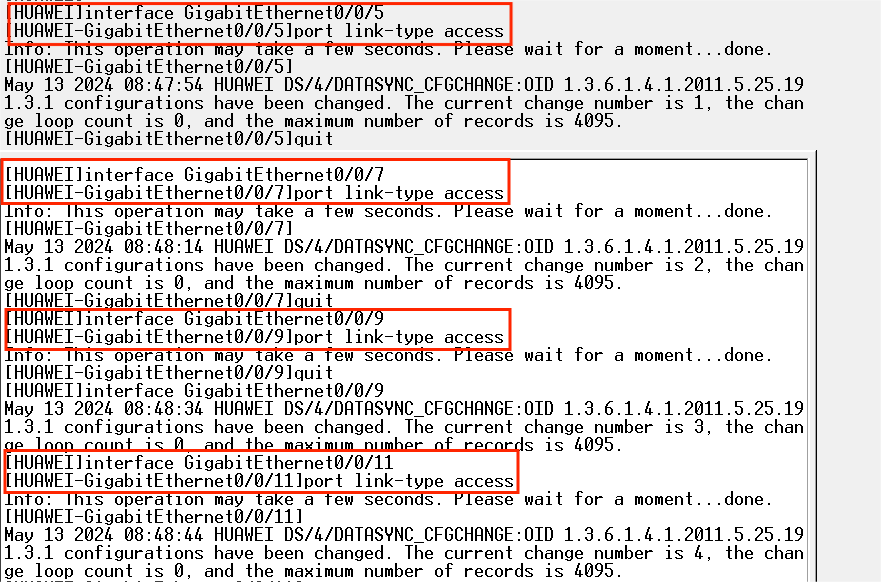 [HUAWEI]interface GigabitEthernet0/0/5
[HUAWEI-GigabitEthernet0/0/5]port link-type access
Info: This operation may take a few seconds. Please wait for a moment...done.
[HUAWEI-GigabitEthernet0/0/5]
May 13 2024 08:47:54 HUAWEI DS/4/DATASYNC_CFGCHANGE:OID 1.3.6.1.4.1.2011.5.25.19
1.3.1 configurations have been changed. The current change number is 1, the chan
ge loop count is 0, and the maximum number of records is 4095.
[HUAWEI-GigabitEthernet0/0/5]quit
[HUAWEI]interface GigabitEthernet0/0/7
[HUAWEI-GigabitEthernet0/0/7]port link-type access
Info: This operation may take a few seconds. Please wait for a moment...done.
[HUAWEI-GigabitEthernet0/0/7]
May 13 2024 08:48:14 HUAWEI DS/4/DATASYNC_CFGCHANGE:OID 1.3.6.1.4.1.2011.5.25.19
1.3.1 configurations have been changed. The current change number is 2, the chan
ge loop count is 0, and the maximum number of records is 4095.
[HUAWEI-GigabitEthernet0/0/7]quit
[HUAWEI]interface GigabitEthernet0/0/9
[HUAWEI-GigabitEthernet0/0/9]port link-type access
Info: This operation may take a few seconds. Please wait for a moment...done.
[HUAWEI-GigabitEthernet0/0/9]quit
[HUAWEI]interface GigabitEthernet0/0/9
May 13 2024 08:48:34 HUAWEI DS/4/DATASYNC_CFGCHANGE:OID 1.3.6.1.4.1.2011.5.25.19
1.3.1 configurations have been changed. The current change number is 3, the chan
ge loop count is 0, and the maximum number of records is 4095.
[HUAWEI]interface GigabitEthernet0/0/11
[HUAWEI-GigabitEthernet0/0/11]port link-type access
Info: This operation may take a few seconds. Please wait for a moment...done.
[HUAWEI-GigabitEthernet0/0/11]
May 13 2024 08:48:44 HUAWEI DS/4/DATASYNC_CFGCHANGE:OID 1.3.6.1.4.1.2011.5.25.19
1.3.1 configurations have been changed. The current change number is 4, the chan
ge loop count is 0, and the maximum number of records is 4095.